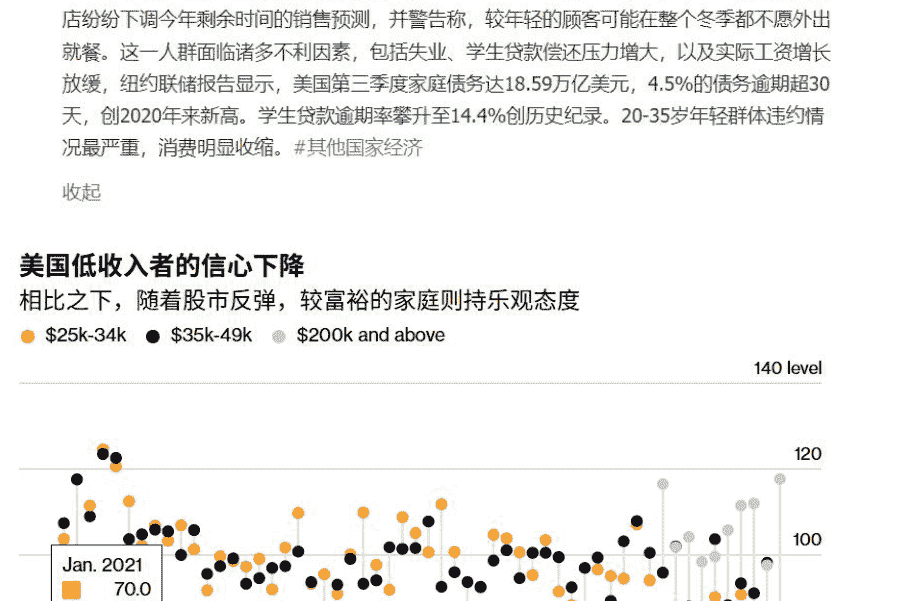 店纷纷下调今年剩余时间的销售预测，并警告称，较年轻的顾客可能在整个冬季都不愿外出
就餐。这一人群面临诸多不利因素，包括失业、学生贷款偿还压力增大，以及实际工资增长
放缓，纽约联储报告显示，美国第三季度家庭债务达18.59万亿美元，4.5%的债务逾期超30
天，创2020年来新高。学生贷款逾期率攀升至14.4%创历史纪录。20-35岁年轻群体违约情
况最严重，消费明显收缩。#其他国家经济
收起
美国低收入者的信心下降
相比之下，随着股市反弹，较富裕的家庭则持乐观态度
$25k-34k $35k-49k $200k and above
140 level
120
100
Jan. 2021
70.0